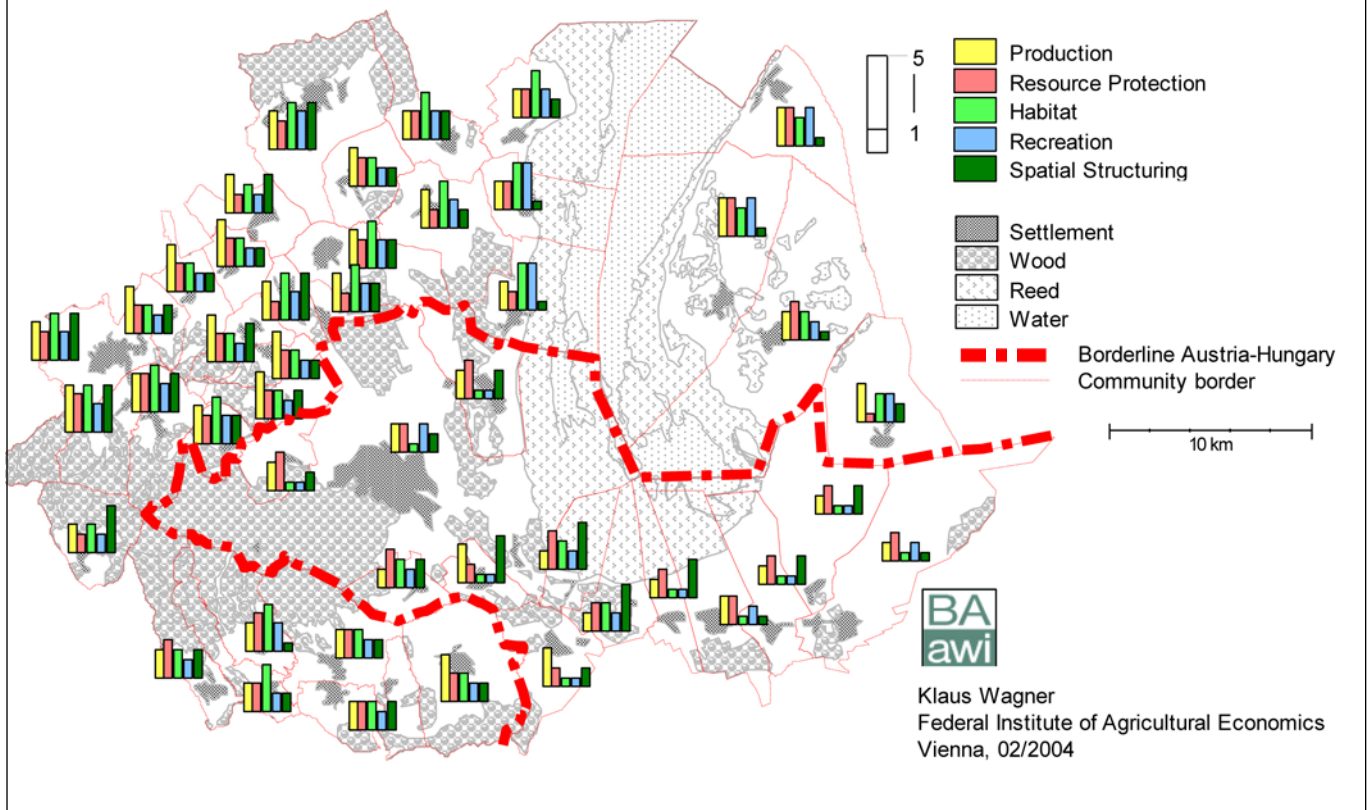 5
1
Production
Resource Protection
Habitat
Recreation
Spatial Structuring
Settlement
Wood
Reed
Water
Borderline Austria-Hungary
Community border
10 km
BA
awi
Klaus Wagner
Federal Institute of Agricultural Economics
Vienna, 02/2004